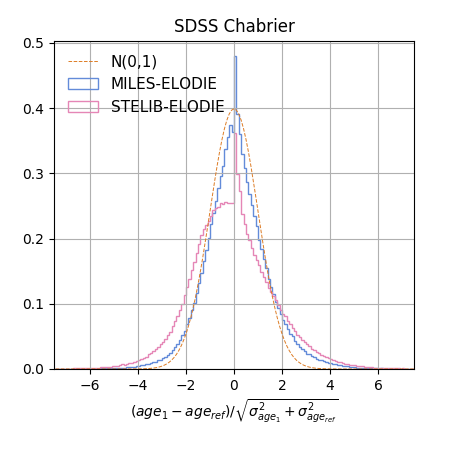 SDSS Chabrier
N(0,1)
MILES-ELODIE
STELIB-ELODIE
0.5
0.4
0.3
0.2
0.1
0.0
−6 −4 −2 0 2 4 6
(age₁ − age_ref)/√(σ²_age₁ + σ²_age_ref)